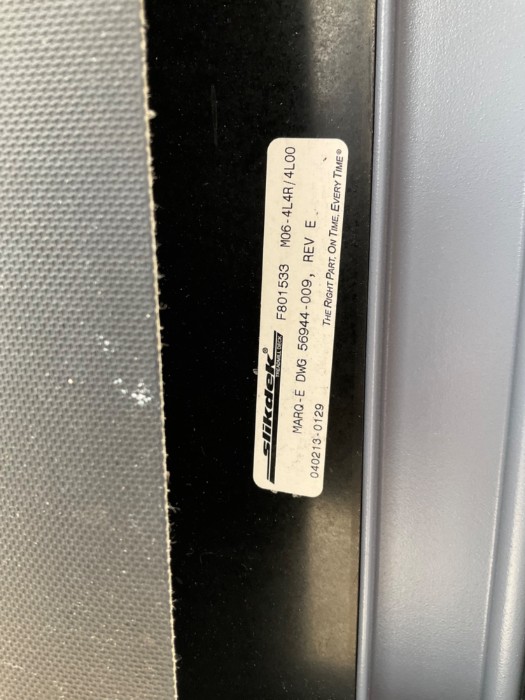 slikdek®
F801533 M06-4L4R/4L00
MARQ-E DWG 56944-009, REV E
040213-0129
THE RIGHT PART, ON TIME, EVERY TIME®